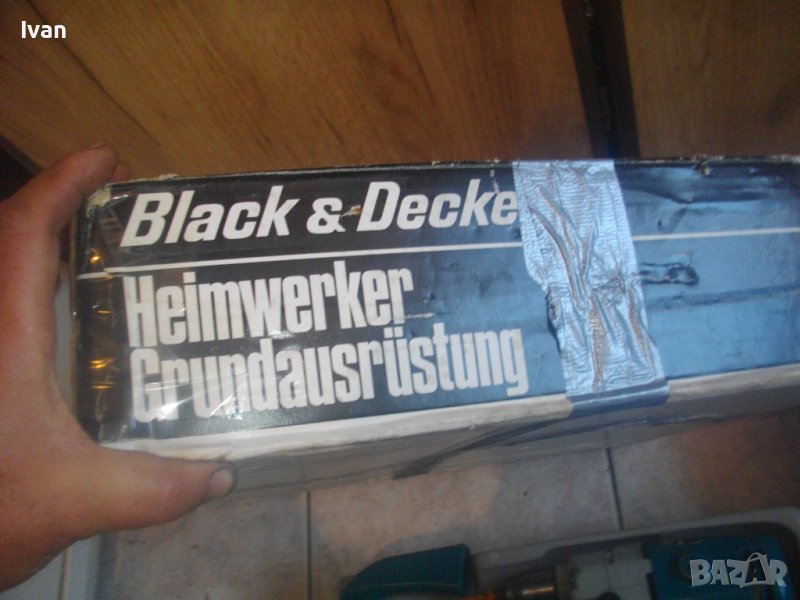 Ivan
Black & Decke
Heimwerker
Grundausrüstung
BAZAR